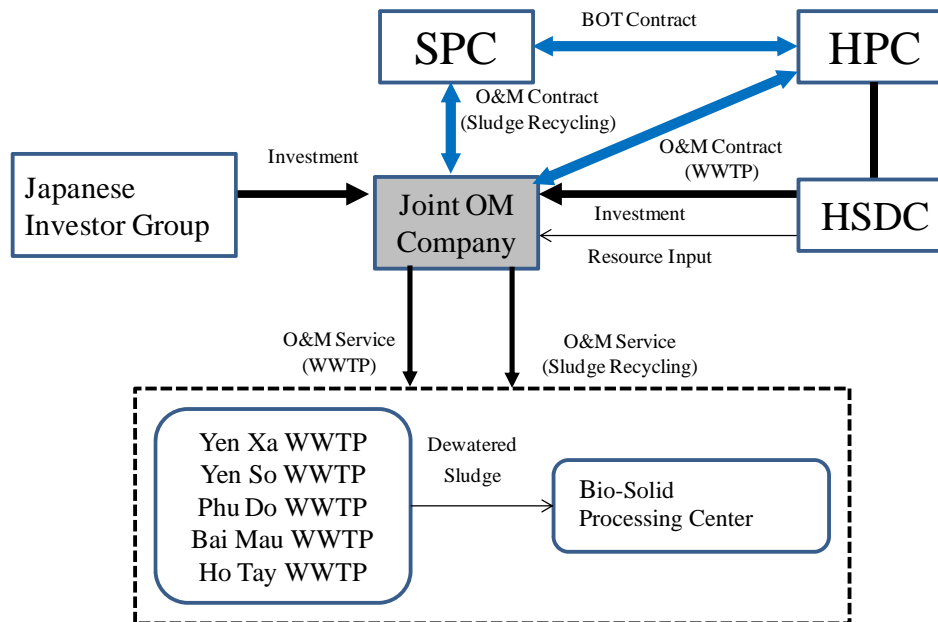 BOT Contract
SPC
HPC
O&M Contract
(Sludge Recycling)
Investment
O&M Contract
(WWTP)
Japanese
Investor Group
Joint OM
Company
Investment
HSDC
Resource Input
O&M Service
(WWTP)
O&M Service
(Sludge Recycling)
Yen Xa WWTP
Yen So WWTP
Phu Do WWTP
Bai Mau WWTP
Ho Tay WWTP
Dewatered
Sludge
Bio-Solid
Processing Center